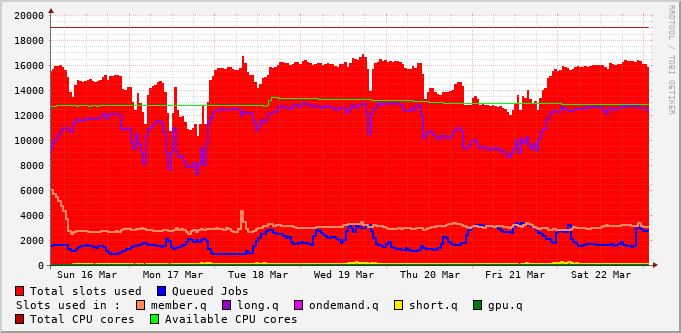 20000
18000
16000
14000
12000
10000
8000
6000
4000
2000
0
RRDTOOL / TOBI OETIKER
Sun 16 Mar Mon 17 Mar Tue 18 Mar Wed 19 Mar Thu 20 Mar Fri 21 Mar Sat 22 Mar
Total slots used Queued Jobs
Slots used in : member.q long.q ondemand.q short.q gpu.q
Total CPU cores Available CPU cores